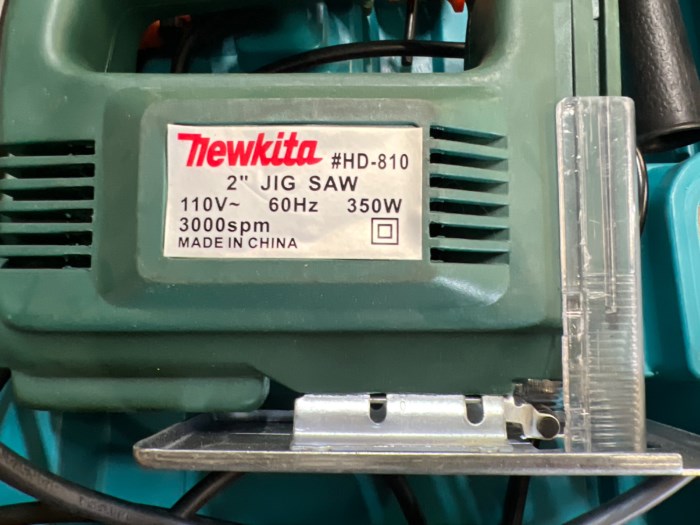 Newkita #HD-810
2" JIG SAW
110V~ 60Hz 350W
3000spm
MADE IN CHINA